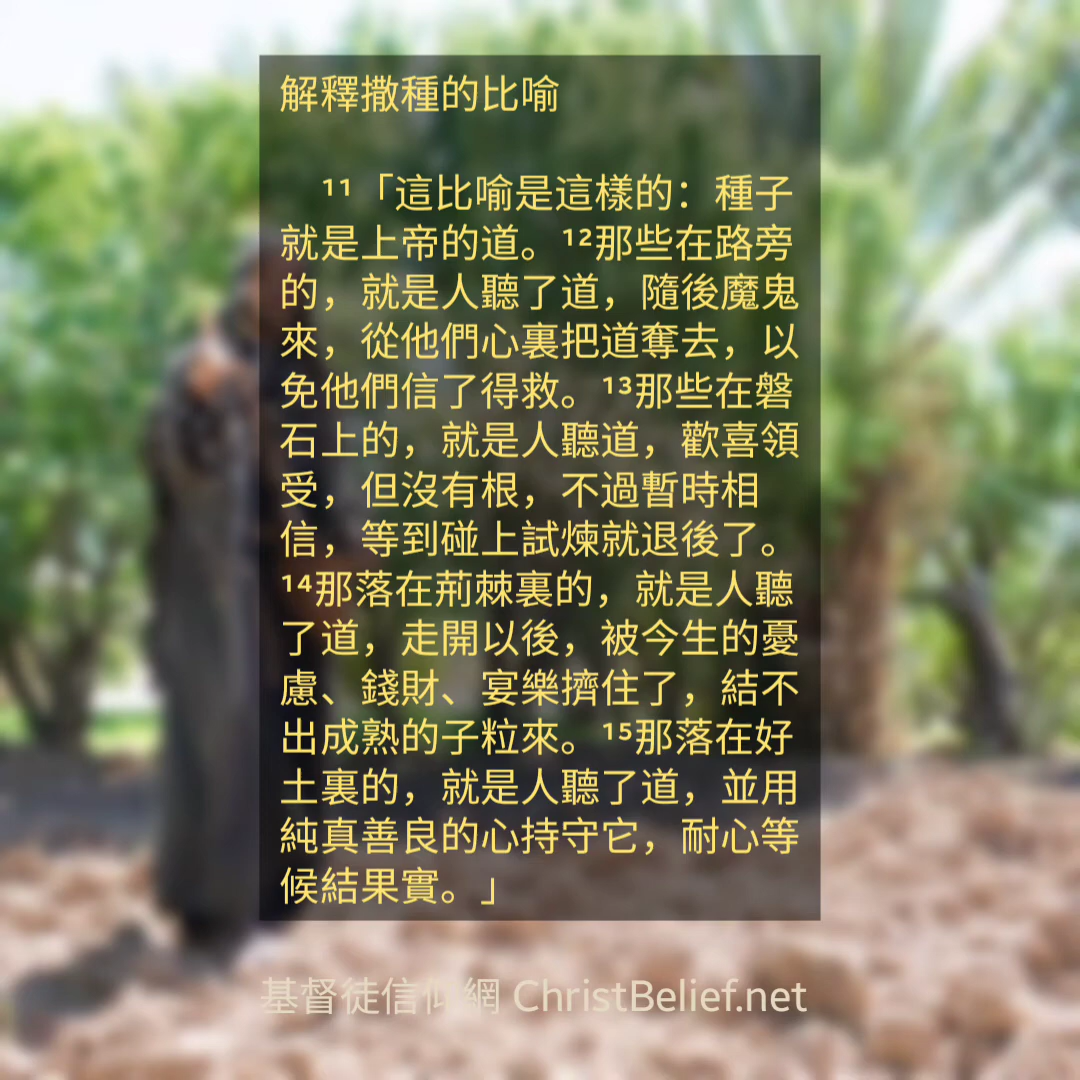 解釋撒種的比喻
¹¹「這比喻是這樣的：種子
就是上帝的道。¹²那些在路旁
的，就是人聽了道，隨後魔鬼
來，從他們心裏把道奪去，以
免他們信了得救。¹³那些在磐
石上的，就是人聽道，歡喜領
受，但沒有根，不過暫時相
信，等到碰上試煉就退後了。
¹⁴那落在荊棘裏的，就是人聽
了道，走開以後，被今生的憂
慮、錢財、宴樂擠住了，結不
出成熟的子粒來。¹⁵那落在好
土裏的，就是人聽了道，並用
純真善良的心持守它，耐心等
候結果實。」
基督徒信仰網 ChristBelief.net